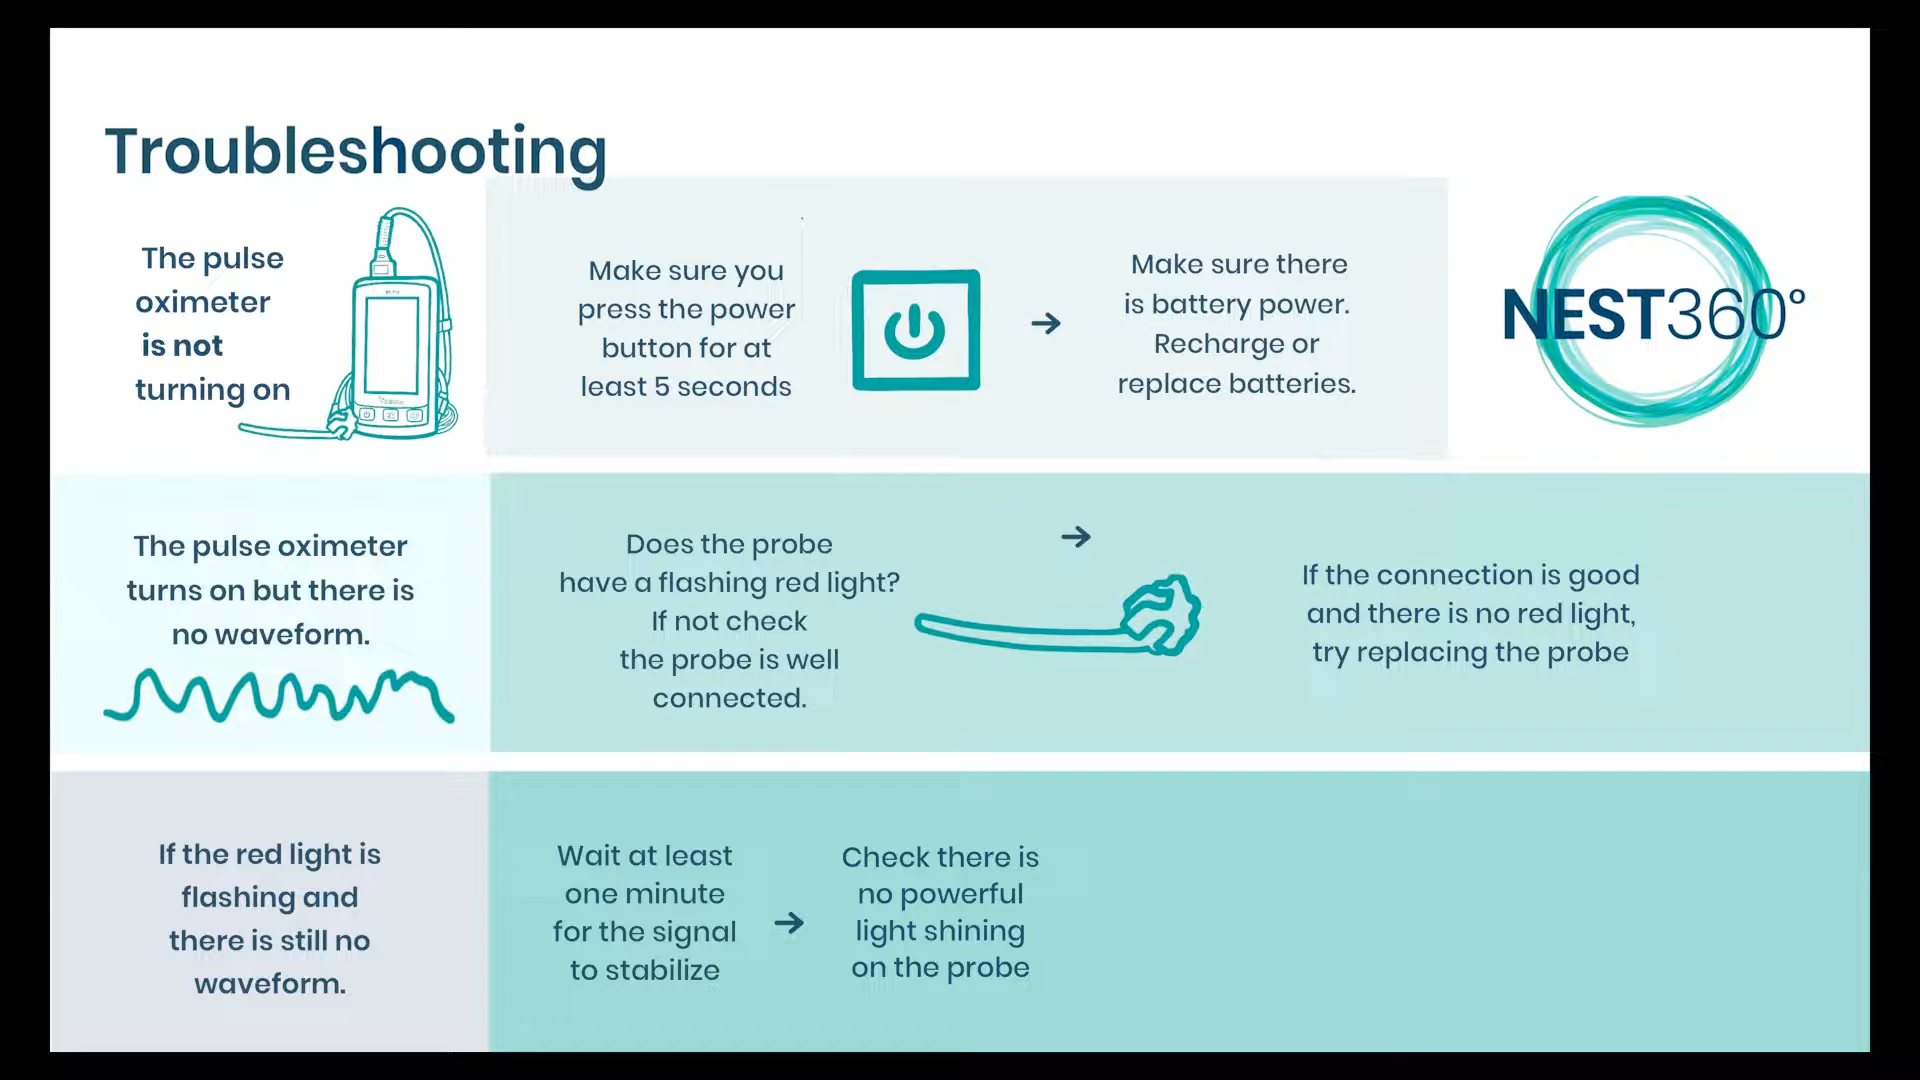 Troubleshooting
The pulse
oximeter
is not
turning on
Make sure you
press the power
button for at
least 5 seconds
Make sure there
is battery power.
Recharge or
replace batteries.
NEST360°
The pulse oximeter
turns on but there is
no waveform.
Does the probe
have a flashing red light?
If not check
the probe is well
connected.
If the connection is good
and there is no red light,
try replacing the probe
If the red light is
flashing and
there is still no
waveform.
Wait at least
one minute
for the signal
to stabilize
Check there is
no powerful
light shining
on the probe